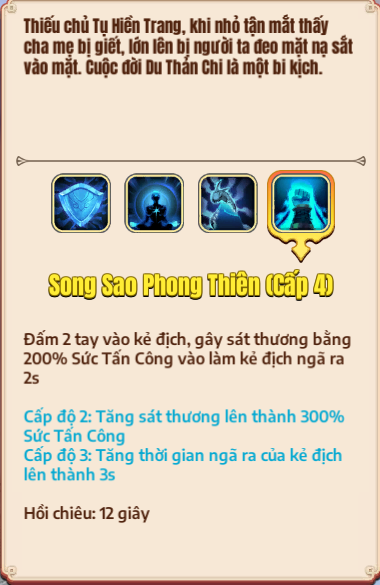 Thiếu chủ Tụ Hiền Trang, khi nhỏ tận mắt thấy
cha mẹ bị giết, lớn lên bị người ta đeo mặt nạ sắt
vào mặt. Cuộc đời Du Thản Chi là một bi kịch.
Song Sao Phong Thiên (Cấp 4)
Đấm 2 tay vào kẻ địch, gây sát thương bằng
200% Sức Tấn Công vào làm kẻ địch ngã ra
2s
Cấp độ 2: Tăng sát thương lên thành 300%
Sức Tấn Công
Cấp độ 3: Tăng thời gian ngã ra của kẻ địch
lên thành 3s
Hồi chiêu: 12 giây